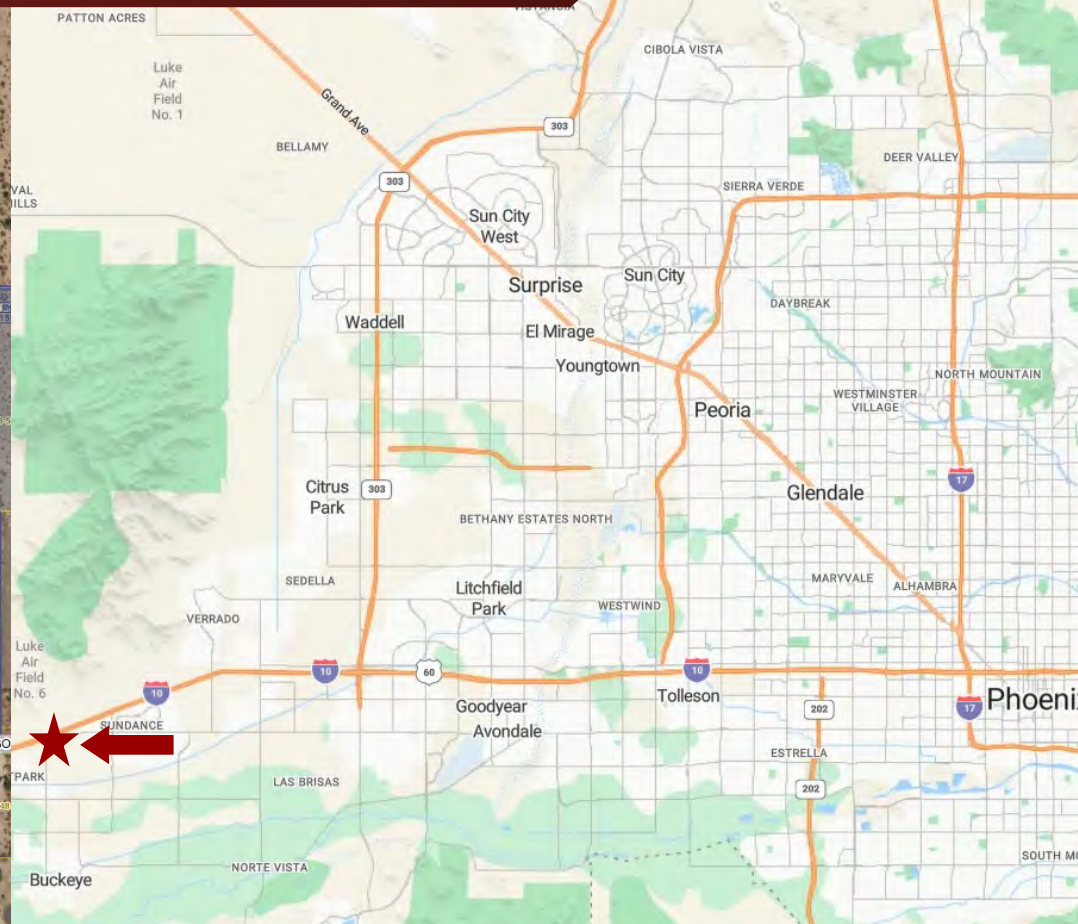 PATTON ACRES
CIBOLA VISTA
Luke
Air
Field
No. 1
Grand Ave
303
BELLAMY
DEER VALLEY
303
SIERRA VERDE
Sun City
West
Surprise
Sun City
DAYBREAK
Waddell
El Mirage
Youngtown
NORTH MOUNTAIN
WESTMINSTER
VILLAGE
Peoria
17
Citrus
Park
303
Glendale
BETHANY ESTATES NORTH
SEDELLA
MARYVALE
ALHAMBRA
Litchfield
Park
WESTWIND
VERRADO
Luke
Air
Field
No. 6
10
60
10
10
Tolleson
Goodyear
202
17
Phoeni
SUNDANCE
Avondale
ESTRELLA
PARK
LAS BRISAS
202
NORTE VISTA
SOUTH M
Buckeye